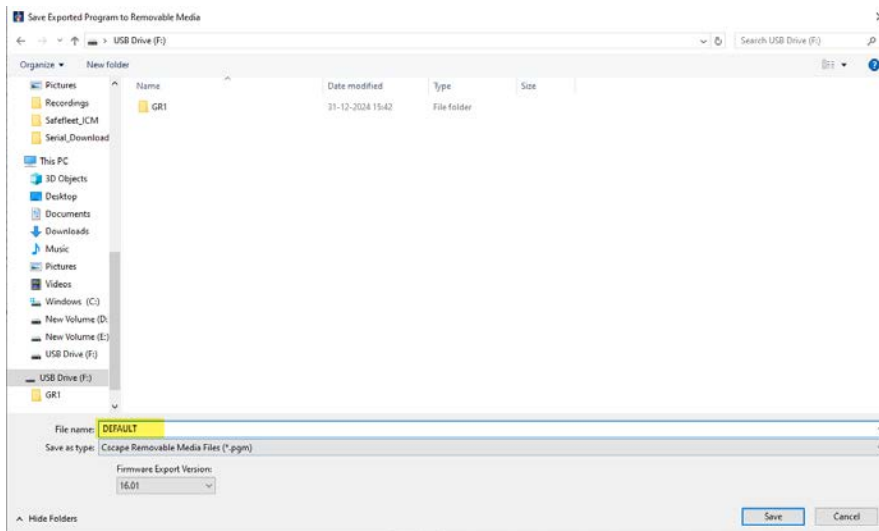 Save Exported Program to Removable Media
USB Drive (F:)
Search USB Drive (F:)
Organize
New folder
Name
Date modified
Type
Size
GR1
31-12-2024 15:42
File folder
Pictures
Recordings
Safefleet_ICM
Serial_Download
This PC
3D Objects
Desktop
Documents
Downloads
Music
Pictures
Videos
Windows (C:)
New Volume (D:
New Volume (E:)
USB Drive (F:)
USB Drive (F:)
GR1
File name: DEFAULT
Save as type: Cscape Removable Media Files (*.pgm)
Firmware Export Version:
16.01
Hide Folders
Save
Cancel